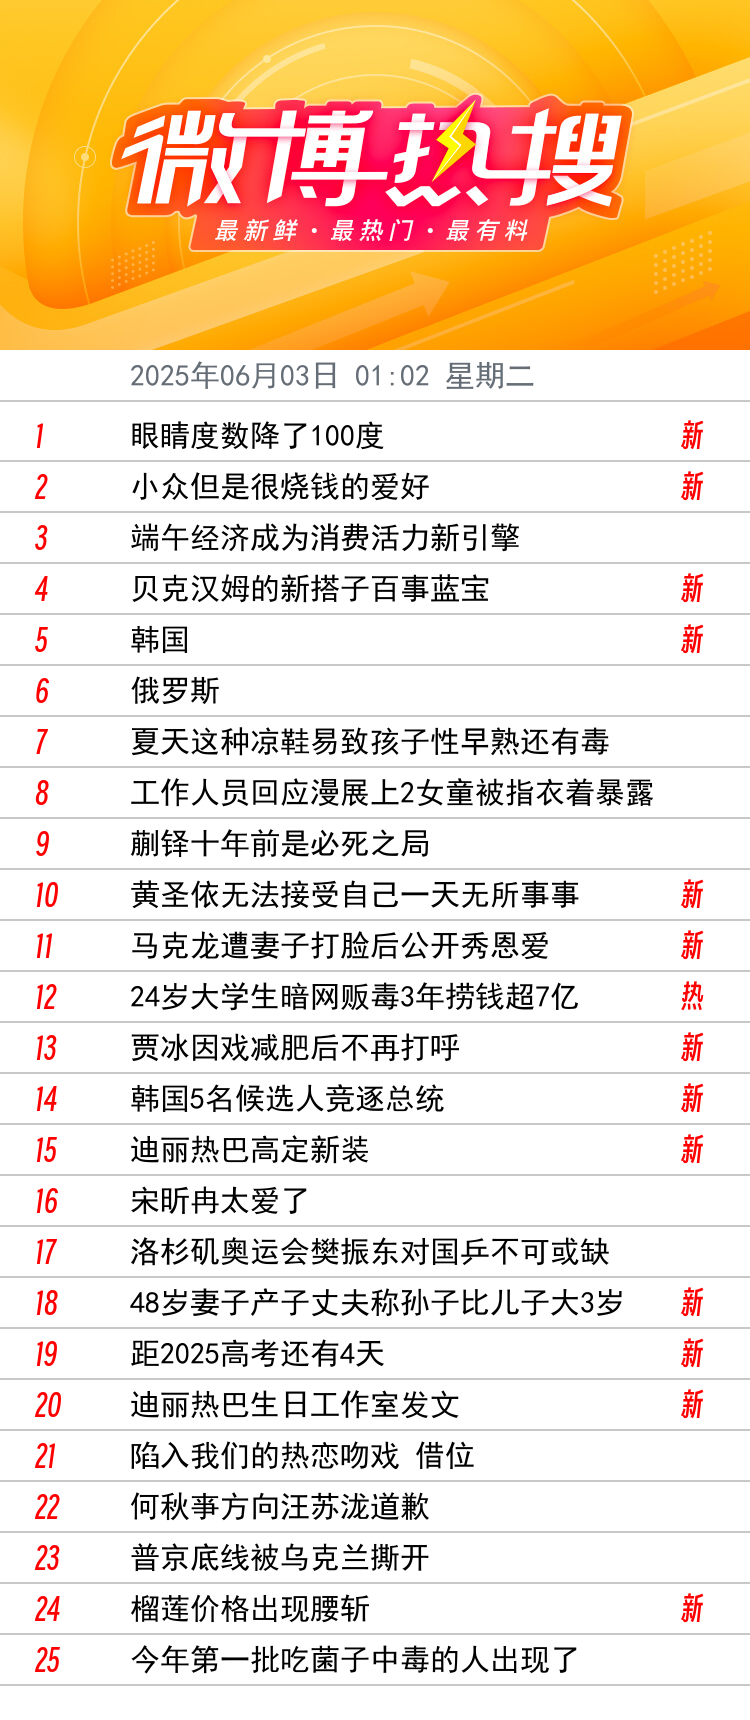 微博热搜
最新鲜·最热门·最有料
2025年06月03日 01:02 星期二
1 眼睛度数降了100度 新
2 小众但是很烧钱的爱好 新
3 端午经济成为消费活力新引擎
4 贝克汉姆的新搭子百事蓝宝 新
5 韩国 新
6 俄罗斯
7 夏天这种凉鞋易致孩子性早熟还有毒
8 工作人员回应漫展上2女童被指衣着暴露
9 蒯铎十年前是必死之局
10 黄圣依无法接受自己一天无所事事 新
11 马克龙遭妻子打脸后公开秀恩爱 新
12 24岁大学生暗网贩毒3年捞钱超7亿 热
13 贾冰因戏减肥后不再打呼 新
14 韩国5名候选人竞逐总统 新
15 迪丽热巴高定新装 新
16 宋昕冉太爱了
17 洛杉矶奥运会樊振东对国乒不可或缺
18 48岁妻子产子丈夫称孙子比儿子大3岁 新
19 距2025高考还有4天 新
20 迪丽热巴生日工作室发文 新
21 陷入我们的热恋吻戏 借位
22 何秋亊方向汪苏泷道歉
23 普京底线被乌克兰撕开
24 榴莲价格出现腰斩 新
25 今年第一批吃菌子中毒的人出现了